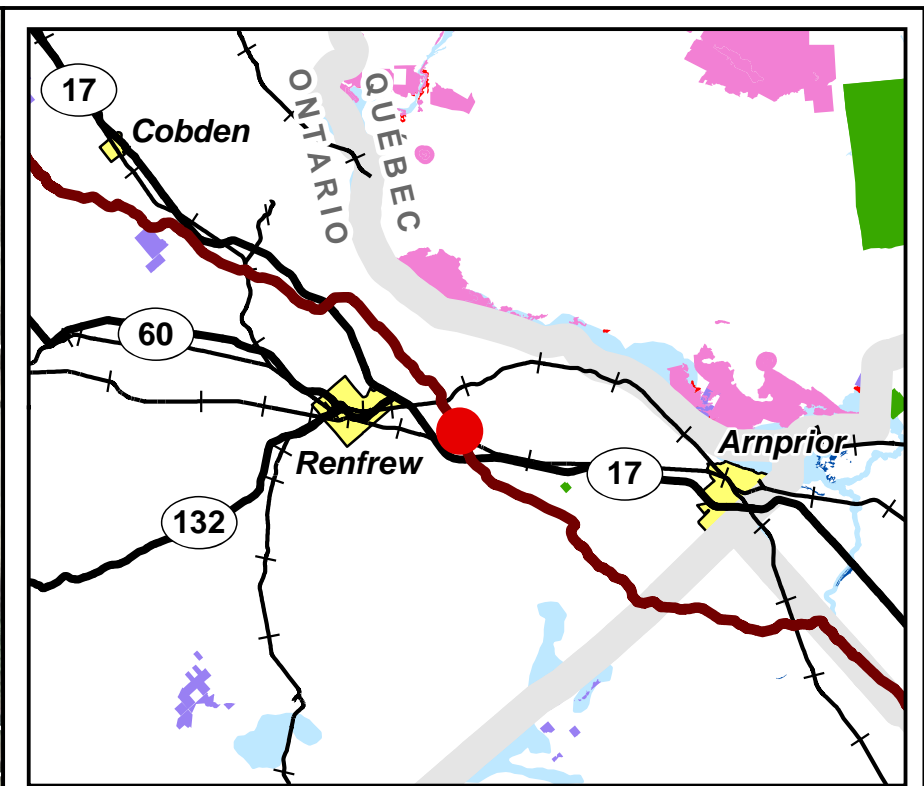 17
Cobden
ONTARIO
QUÉBEC
60
Renfrew
17
Arnprior
132